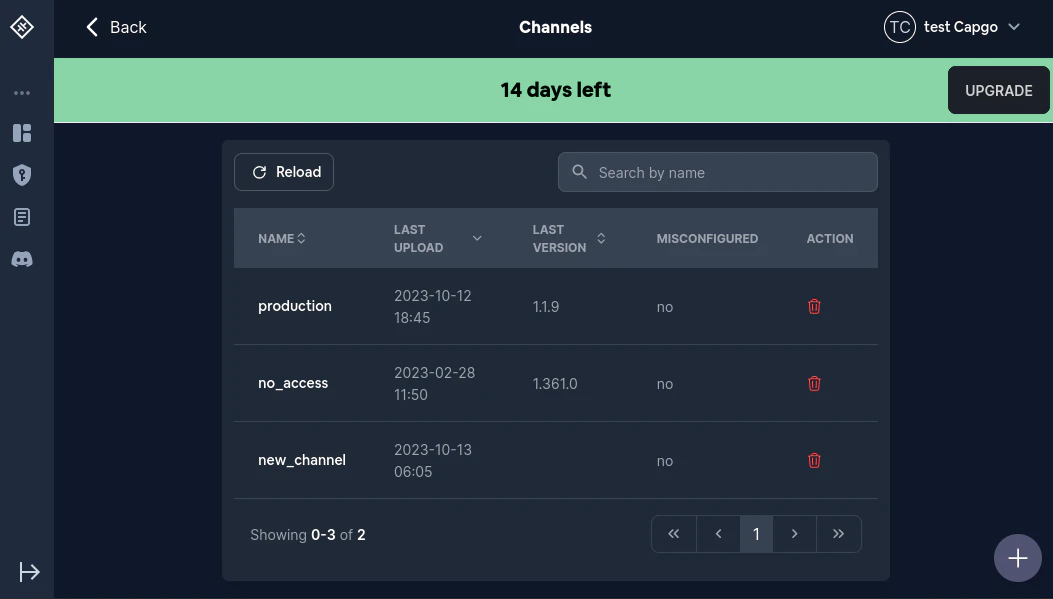 Back
Channels
TC test Capgo
14 days left
UPGRADE
Reload
Search by name
NAME LAST UPLOAD LAST VERSION MISCONFIGURED ACTION
production 2023-10-12 18:45 1.1.9 no
no_access 2023-02-28 11:50 1.361.0 no
new_channel 2023-10-13 06:05 no
Showing 0-3 of 2
1